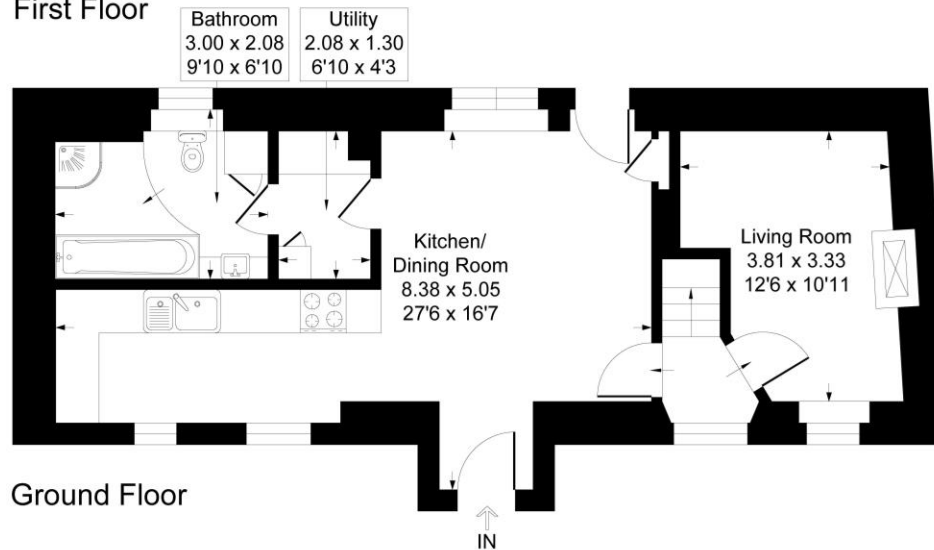 First Floor
Bathroom
3.00 x 2.08
9'10 x 6'10
Utility
2.08 x 1.30
6'10 x 4'3
Kitchen/
Dining Room
8.38 x 5.05
27'6 x 16'7
Living Room
3.81 x 3.33
12'6 x 10'11
Ground Floor
IN